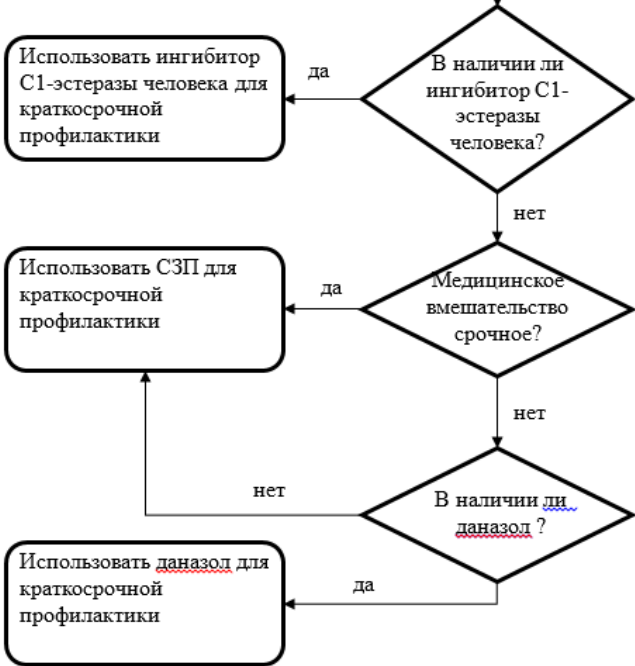 Использовать ингибитор
С1-эстеразы человека для
краткосрочной
профилактики
да
В наличии ли
ингибитор С1-
эстеразы
человека?
нет
Использовать СЗП для
краткосрочной
профилактики
да
Медицинское
вмешательство
срочное?
нет
В наличии ли
даназол ?
нет
Использовать даназол для
краткосрочной
профилактики
да